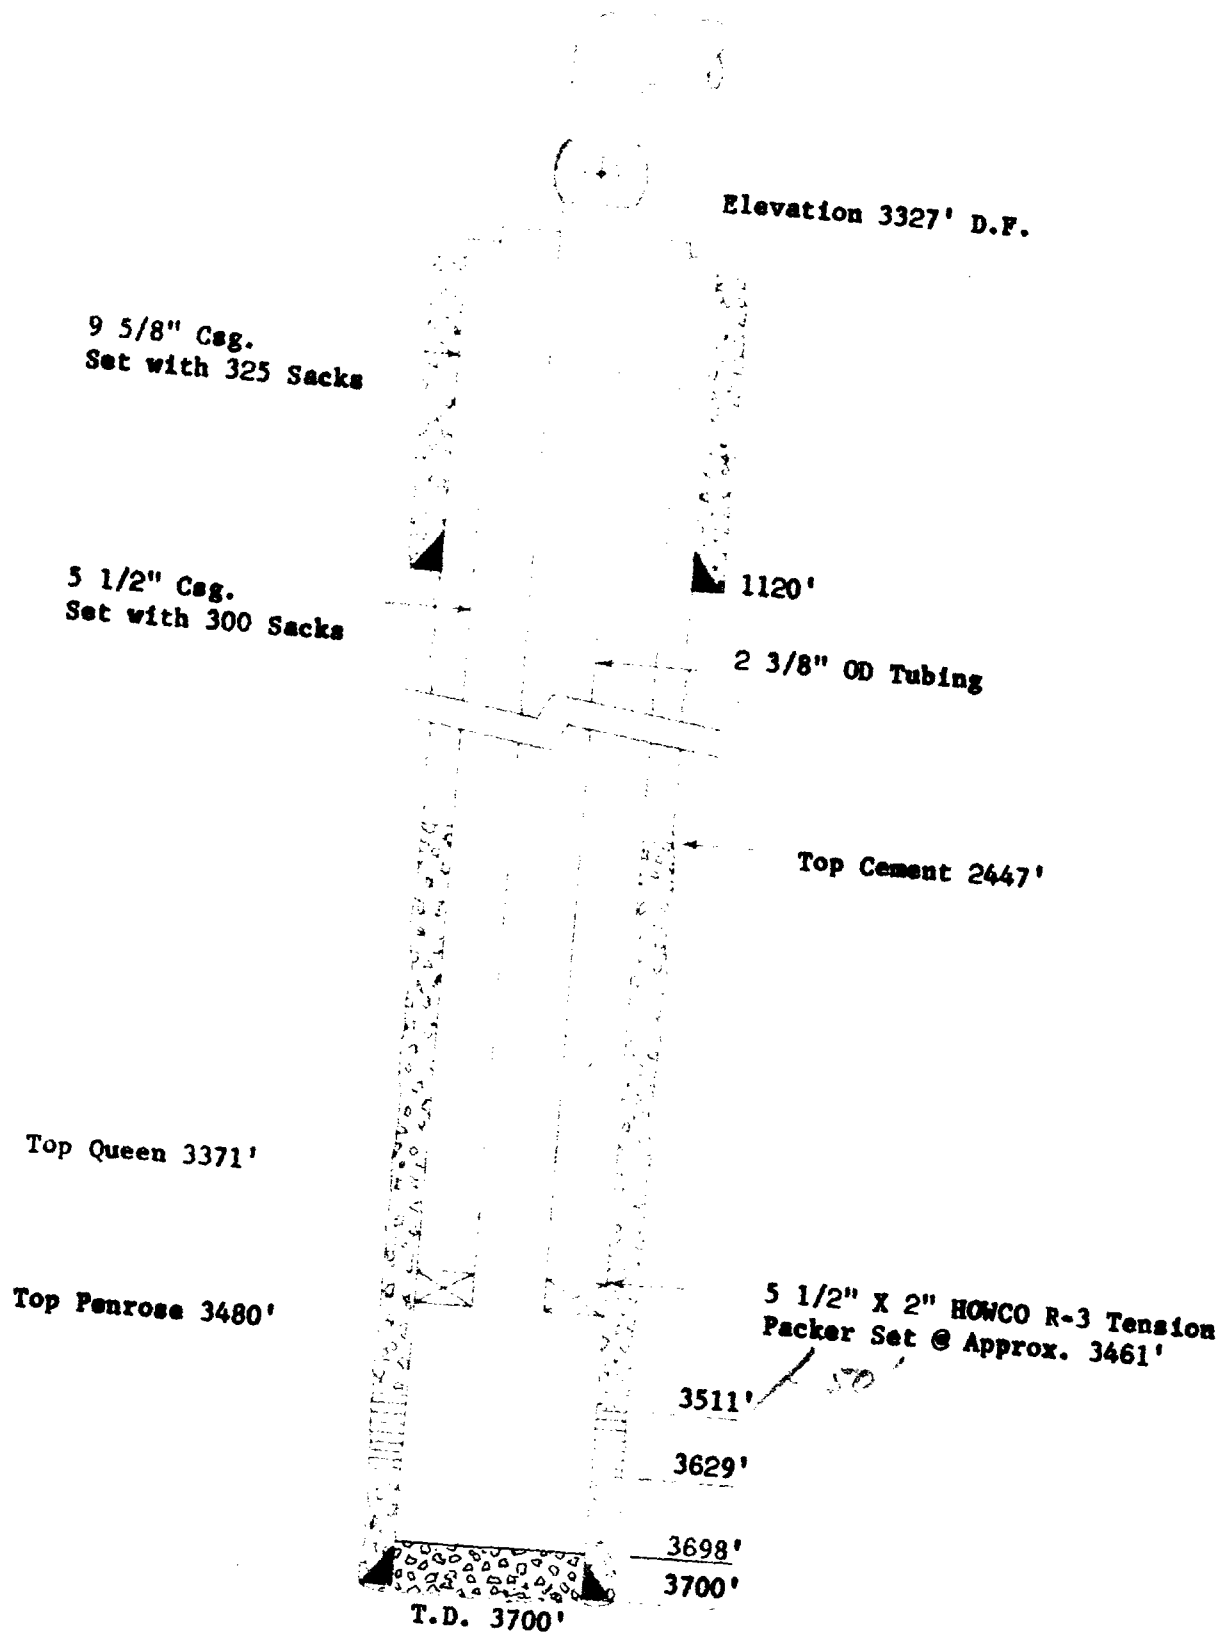 Elevation 3327' D.F.
9 5/8" Csg.
Set with 325 Sacks
1120'
5 1/2" Csg.
Set with 300 Sacks
2 3/8" OD Tubing
Top Cement 2447'
Top Queen 3371'
Top Penrose 3480'
5 1/2" X 2" HOWCO R-3 Tension
Packer Set @ Approx. 3461'
50
3511'
3629'
3698'
3700'
T.D. 3700'